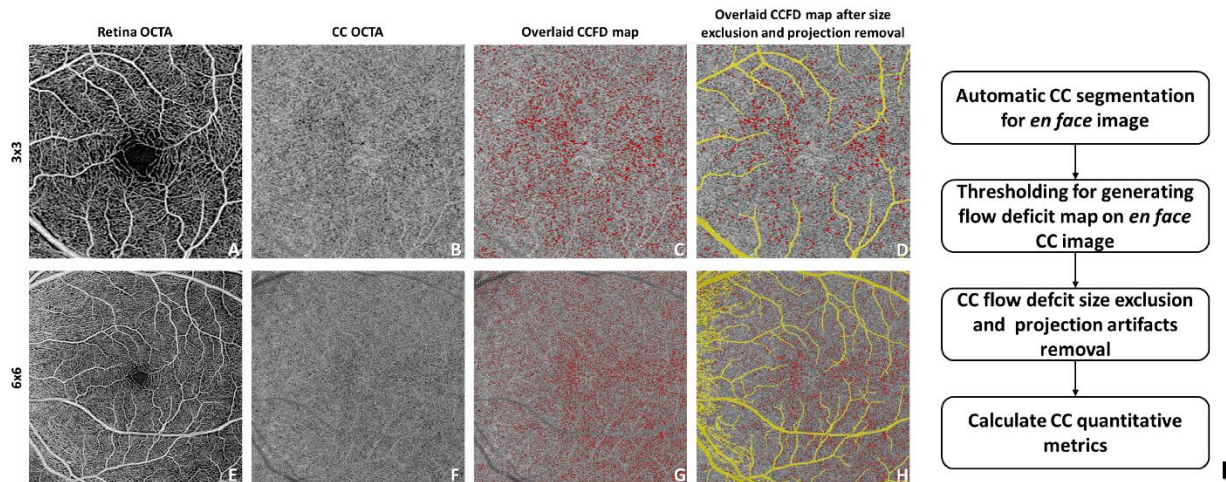 Retina OCTA
CC OCTA
Overlaid CCFD map
Overlaid CCFD map after size
exclusion and projection removal
3x3
A
B
C
D
6x6
E
F
G
H
Automatic CC segmentation
for en face image
Thresholding for generating
flow deficit map on en face
CC image
CC flow defcit size exclusion
and projection artifacts
removal
Calculate CC quantitative
metrics